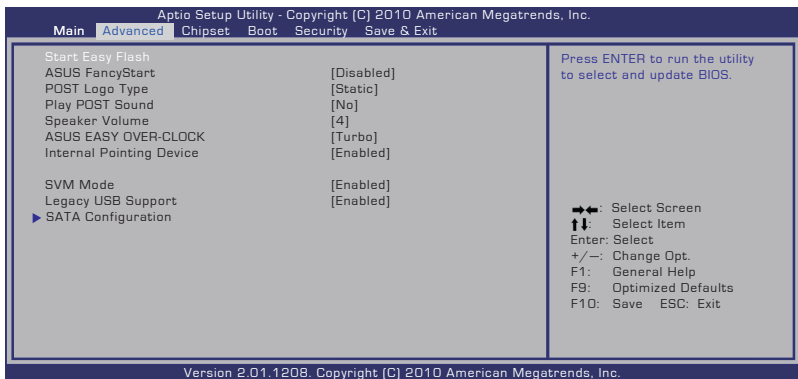 Aptio Setup Utility - Copyright (C) 2010 American Megatrends, Inc.
Main Advanced Chipset Boot Security Save & Exit
Start Easy Flash
ASUS FancyStart [Disabled]
POST Logo Type [Static]
Play POST Sound [No]
Speaker Volume [4]
ASUS EASY OVER-CLOCK [Turbo]
Internal Pointing Device [Enabled]
SVM Mode [Enabled]
Legacy USB Support [Enabled]
SATA Configuration
Press ENTER to run the utility
to select and update BIOS.
→←: Select Screen
↑↓: Select Item
Enter: Select
+/—: Change Opt.
F1: General Help
F9: Optimized Defaults
F10: Save ESC: Exit
Version 2.01.1208. Copyright (C) 2010 American Megatrends, Inc.